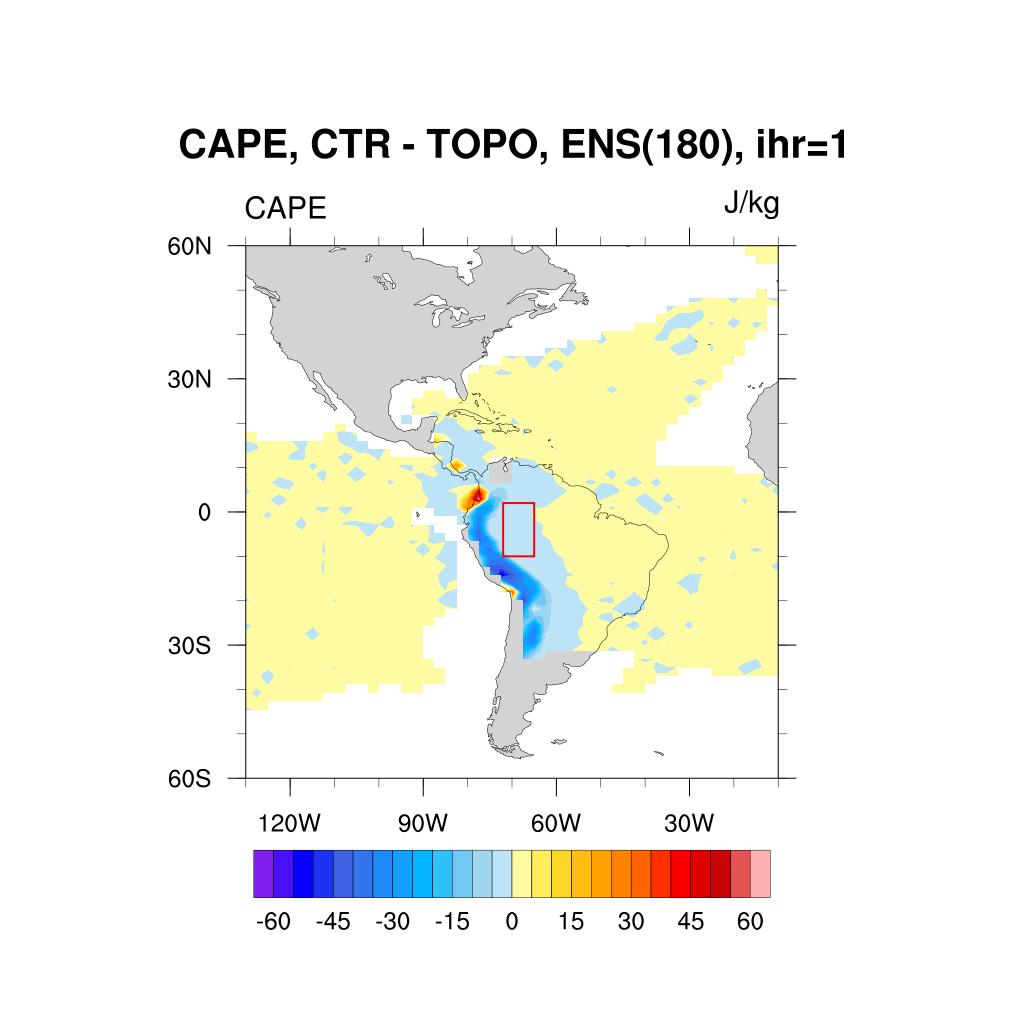 CAPE, CTR - TOPO, ENS(180), ihr=1
CAPE J/kg
60N
30N
0
30S
60S
120W 90W 60W 30W
-60 -45 -30 -15 0 15 30 45 60